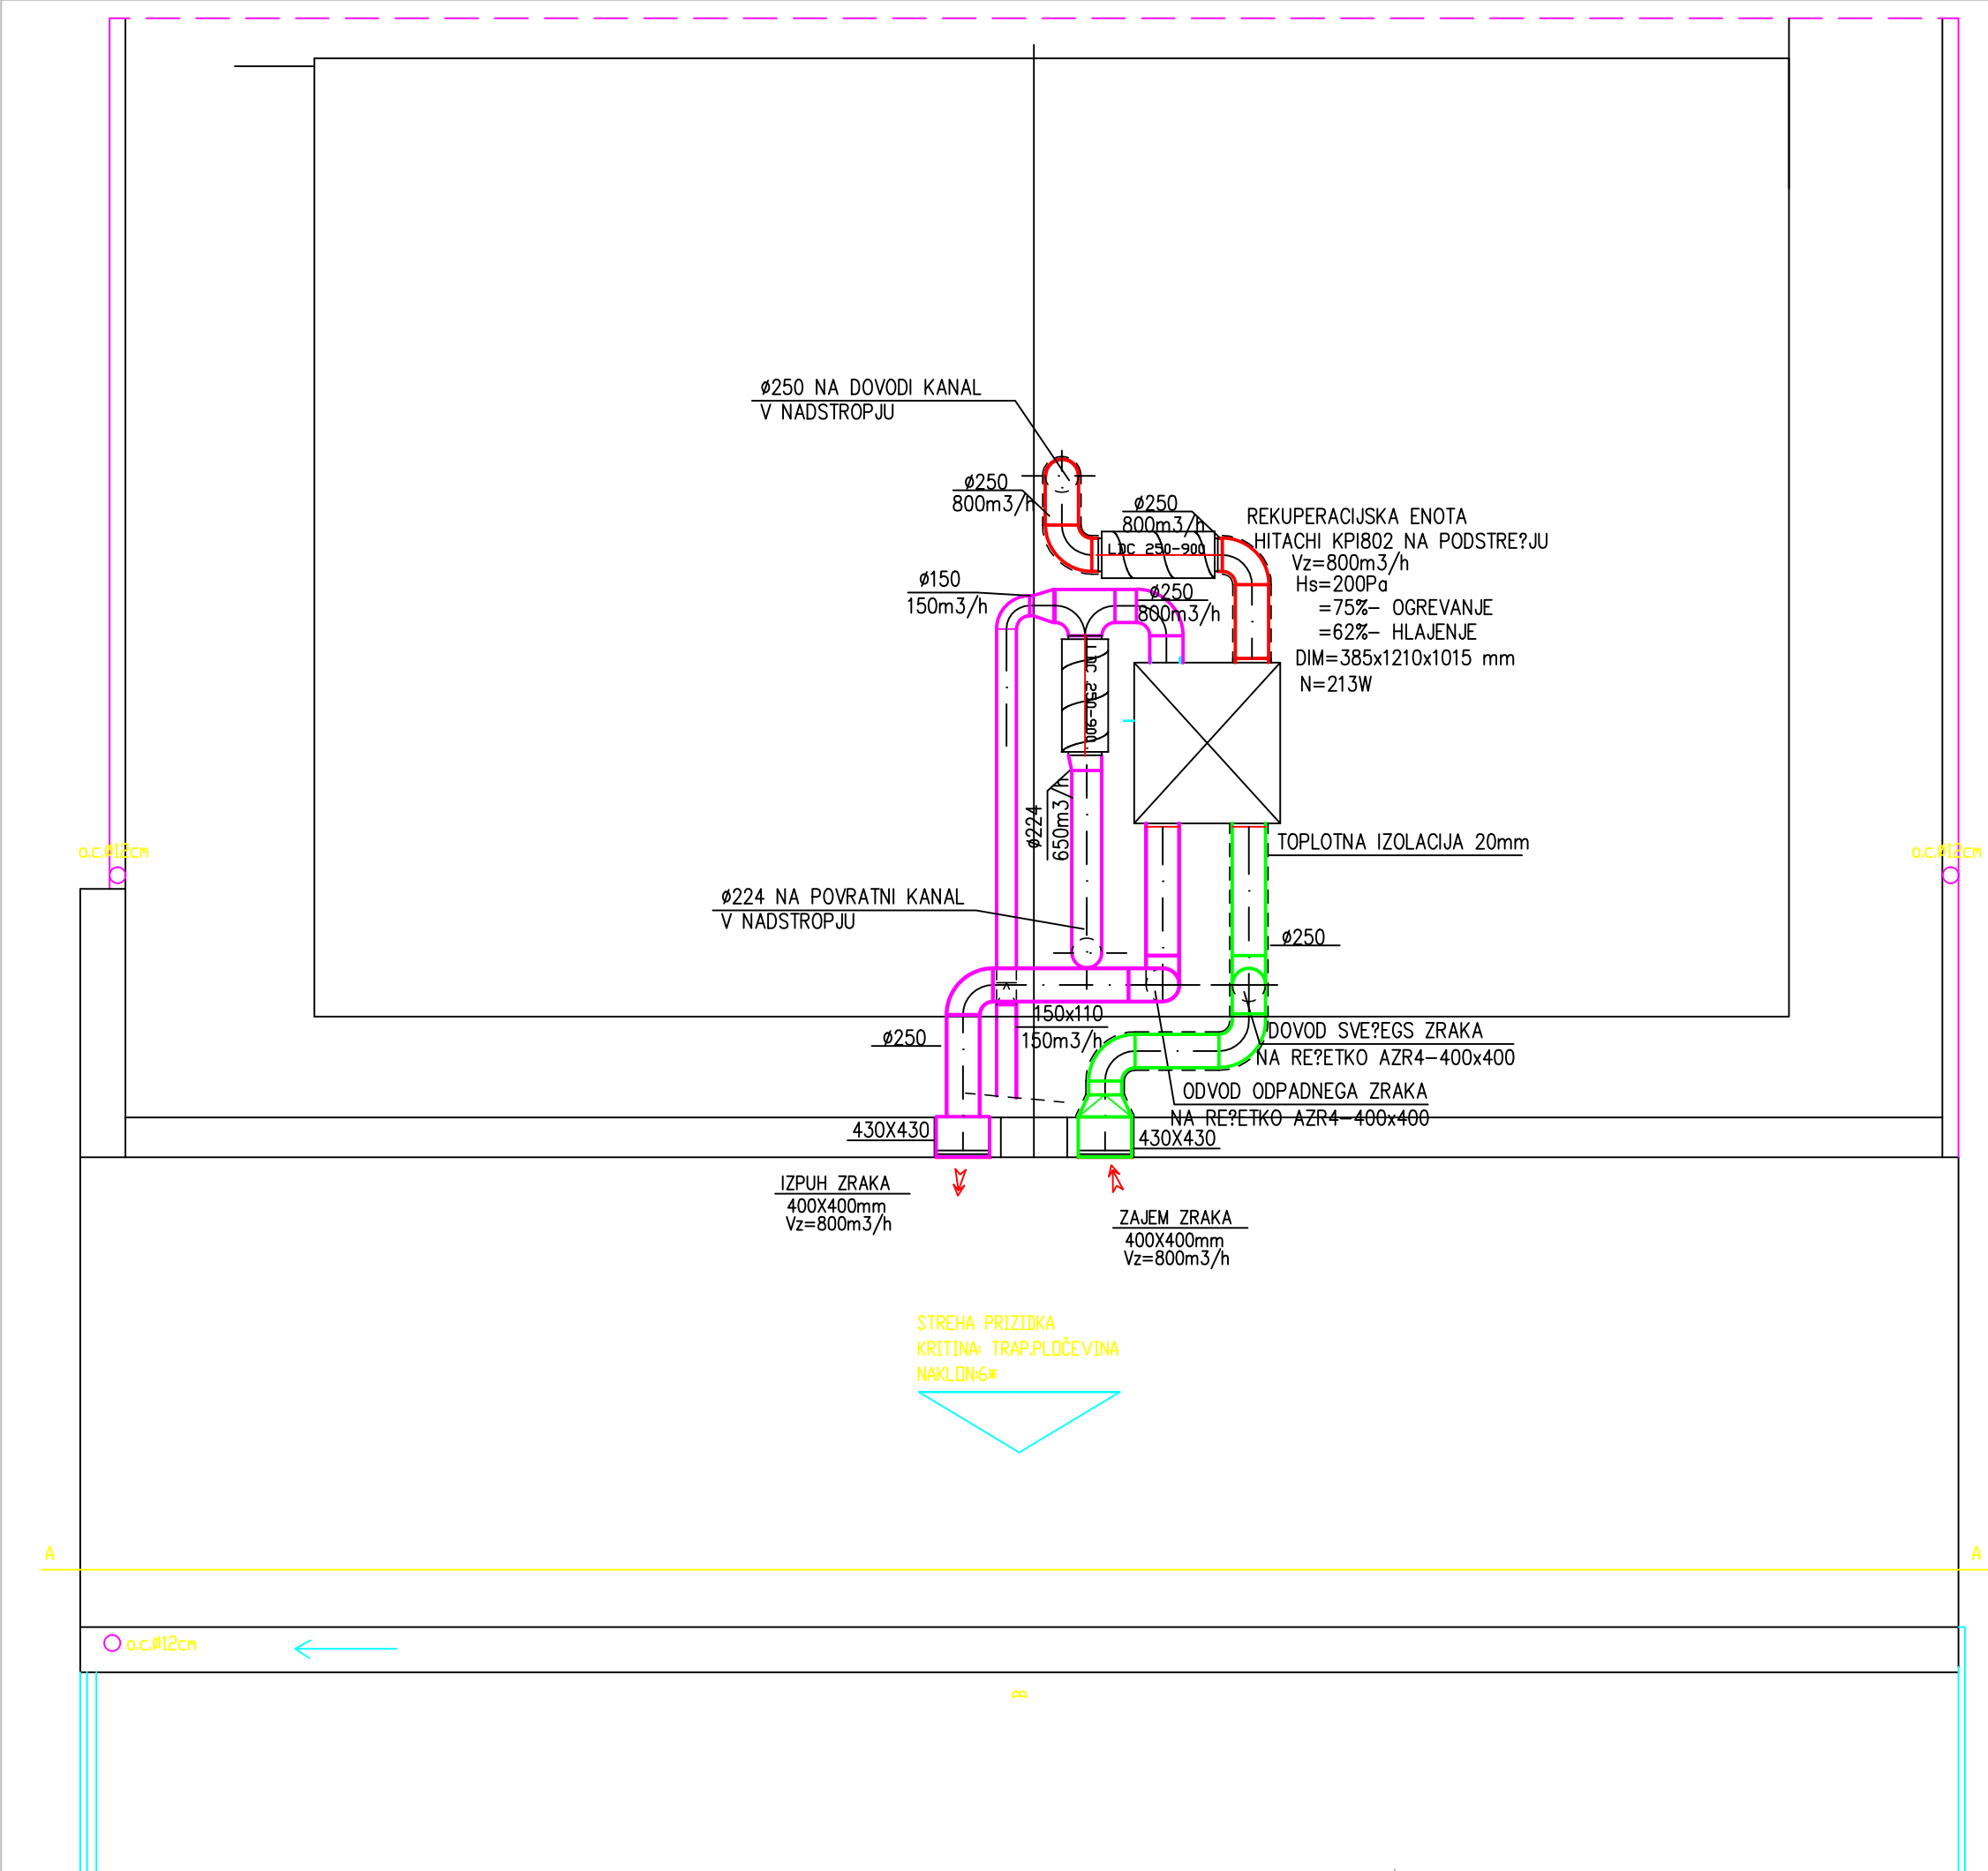 ø250 NA DOVODI KANAL
V NADSTROPJU
ø250
800m3/h
ø250
800m3/h
REKUPERACIJSKA ENOTA
HITACHI KPI802 NA PODSTRE?JU
Vz=800m3/h
Hs=200Pa
=75%- OGREVANJE
=62%- HLAJENJE
DIM=385x1210x1015 mm
N=213W
LDC 250-900
ø150
150m3/h
ø250
800m3/h
LDC 250-900
ø224
650m3/h
TOPLOTNA IZOLACIJA 20mm
o.c.Ø12cm
o.c.Ø12cm
ø224 NA POVRATNI KANAL
V NADSTROPJU
ø250
150x110
150m3/h
ø250
DOVOD SVE?EGS ZRAKA
NA RE?ETKO AZR4-400x400
ODVOD ODPADNEGA ZRAKA
NA RE?ETKO AZR4-400x400
430X430
430X430
IZPUH ZRAKA
400X400mm
Vz=800m3/h
ZAJEM ZRAKA
400X400mm
Vz=800m3/h
STREHA PRIZIDKA
KRITINA: TRAP.PLOČEVINA
NAKLON:6*
A
A
o.c.Ø12cm
B